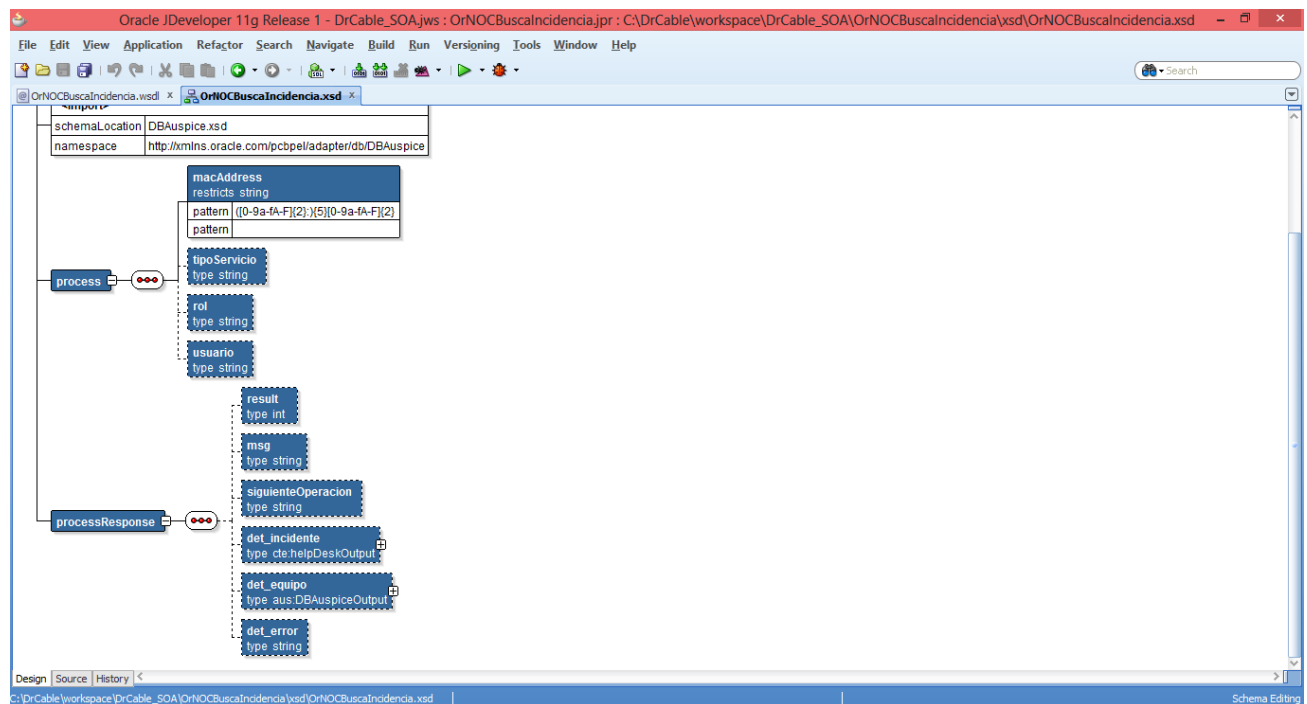 Oracle JDeveloper 11g Release 1 - DrCable_SOA.jws : OrNOCBuscaIncidencia.jpr : C:\DrCable\workspace\DrCable_SOA\OrNOCBuscaIncidencia\xsd\OrNOCBuscaIncidencia.xsd
File Edit View Application Refactor Search Navigate Build Run Versioning Tools Window Help
Search
OrNOCBuscaIncidencia.wsdl OrNOCBuscaIncidencia.xsd
<import>
schemaLocation DBAuspice.xsd
namespace http://xmlns.oracle.com/pcbpel/adapter/db/DBAuspice
macAddress
restricts string
pattern ([0-9a-fA-F]{2}:){5}[0-9a-fA-F]{2}
pattern
tipoServicio
type string
process
rol
type string
usuario
type string
result
type int
msg
type string
siguienteOperacion
type string
processResponse
det_incidente
type cte:helpDeskOutput
det_equipo
type aus:DBAuspiceOutput
det_error
type string
Design Source History
C:\DrCable\workspace\DrCable_SOA\OrNOCBuscaIncidencia\xsd\OrNOCBuscaIncidencia.xsd Schema Editing